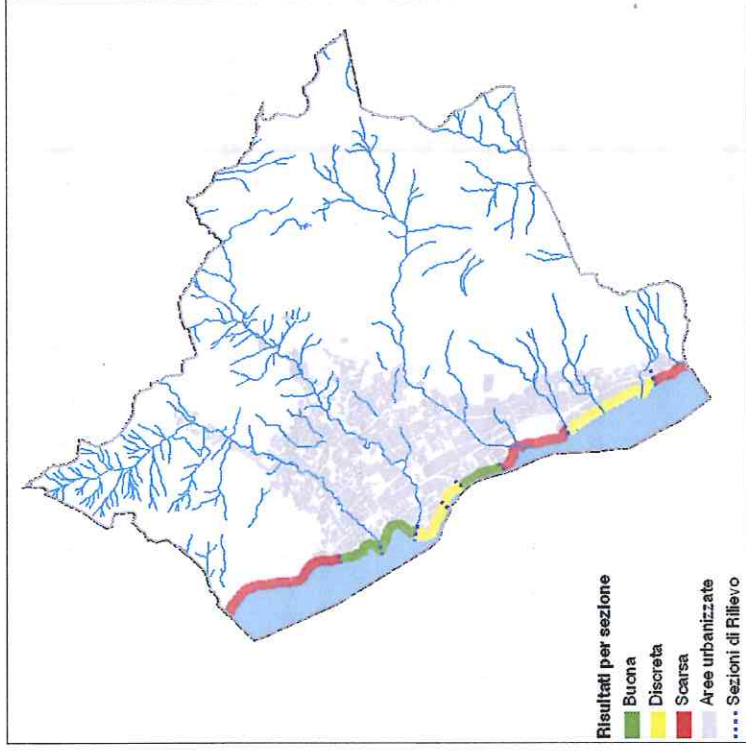 Risultati per sezione
Buona
Discreta
Scarsa
Aree urbanizzate
Sezioni di Rilievo